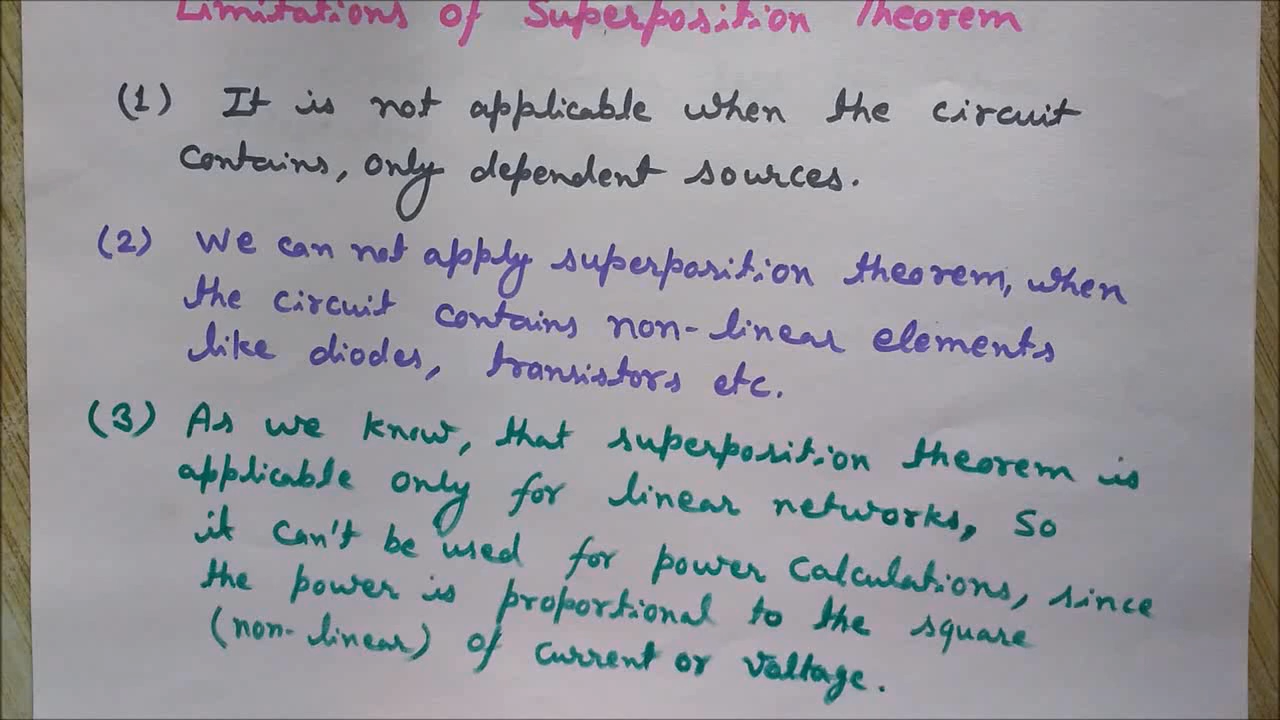 Limitations of Superposition Theorem
(1) It is not applicable when the circuit
contains, only dependent sources.
(2) We can not apply superposition theorem, when
the circuit contains non-linear elements
like diodes, transistors etc.
(3) As we know, that superposition theorem is
applicable only for linear networks, So
it can't be used for power calculations, since
the power is proportional to the square
(non-linear) of current or voltage.